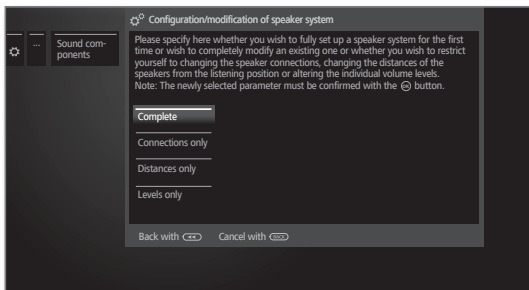 Configuration/modification of speaker system
...
Sound com-
ponents
Please specify here whether you wish to fully set up a speaker system for the first
time or wish to completely modify an existing one or whether you wish to restrict
yourself to changing the speaker connections, changing the distances of the
speakers from the listening position or altering the individual volume levels.
Note: The newly selected parameter must be confirmed with the OK button.
Complete
Connections only
Distances only
Levels only
Back with Cancel with BACK